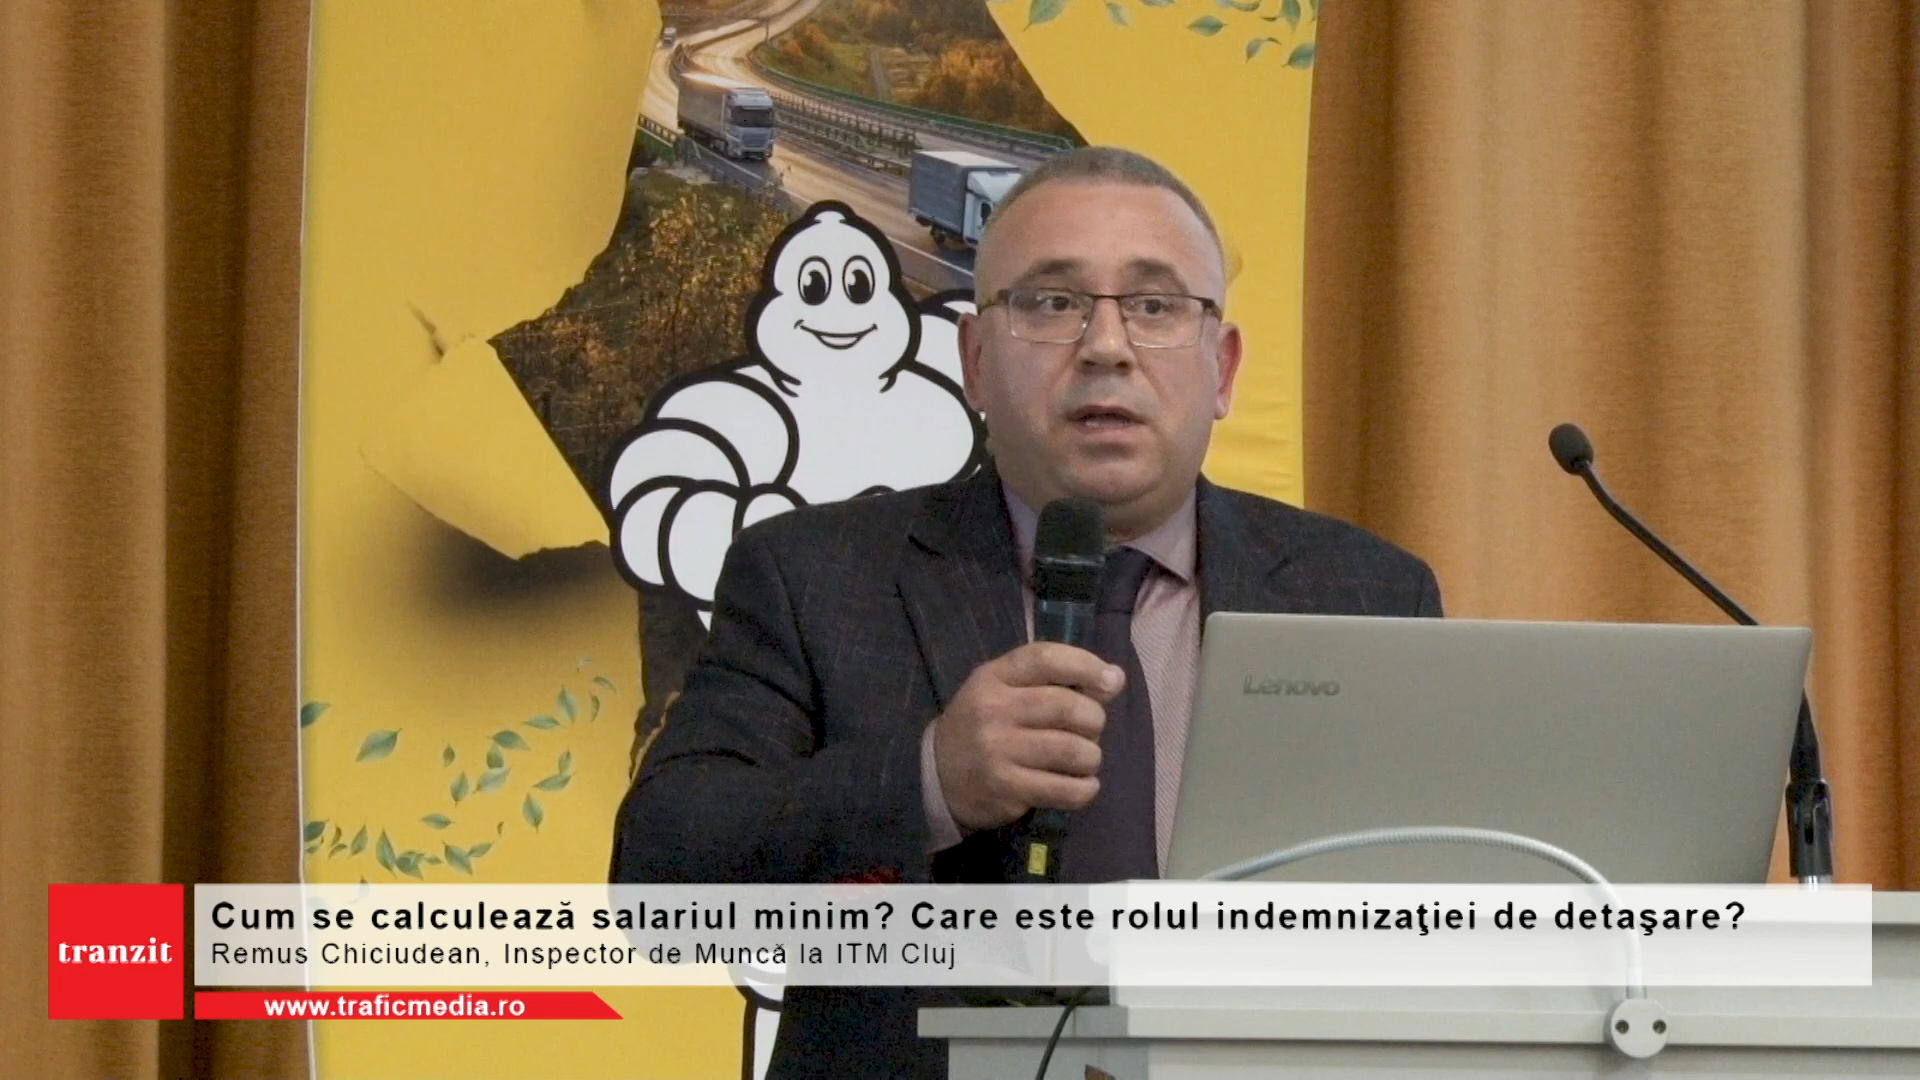 Lenovo
Cum se calculează salariul minim? Care este rolul indemnizaţiei de detaşare?
tranzit
Remus Chiciudean, Inspector de Muncă la ITM Cluj
www.traficmedia.ro